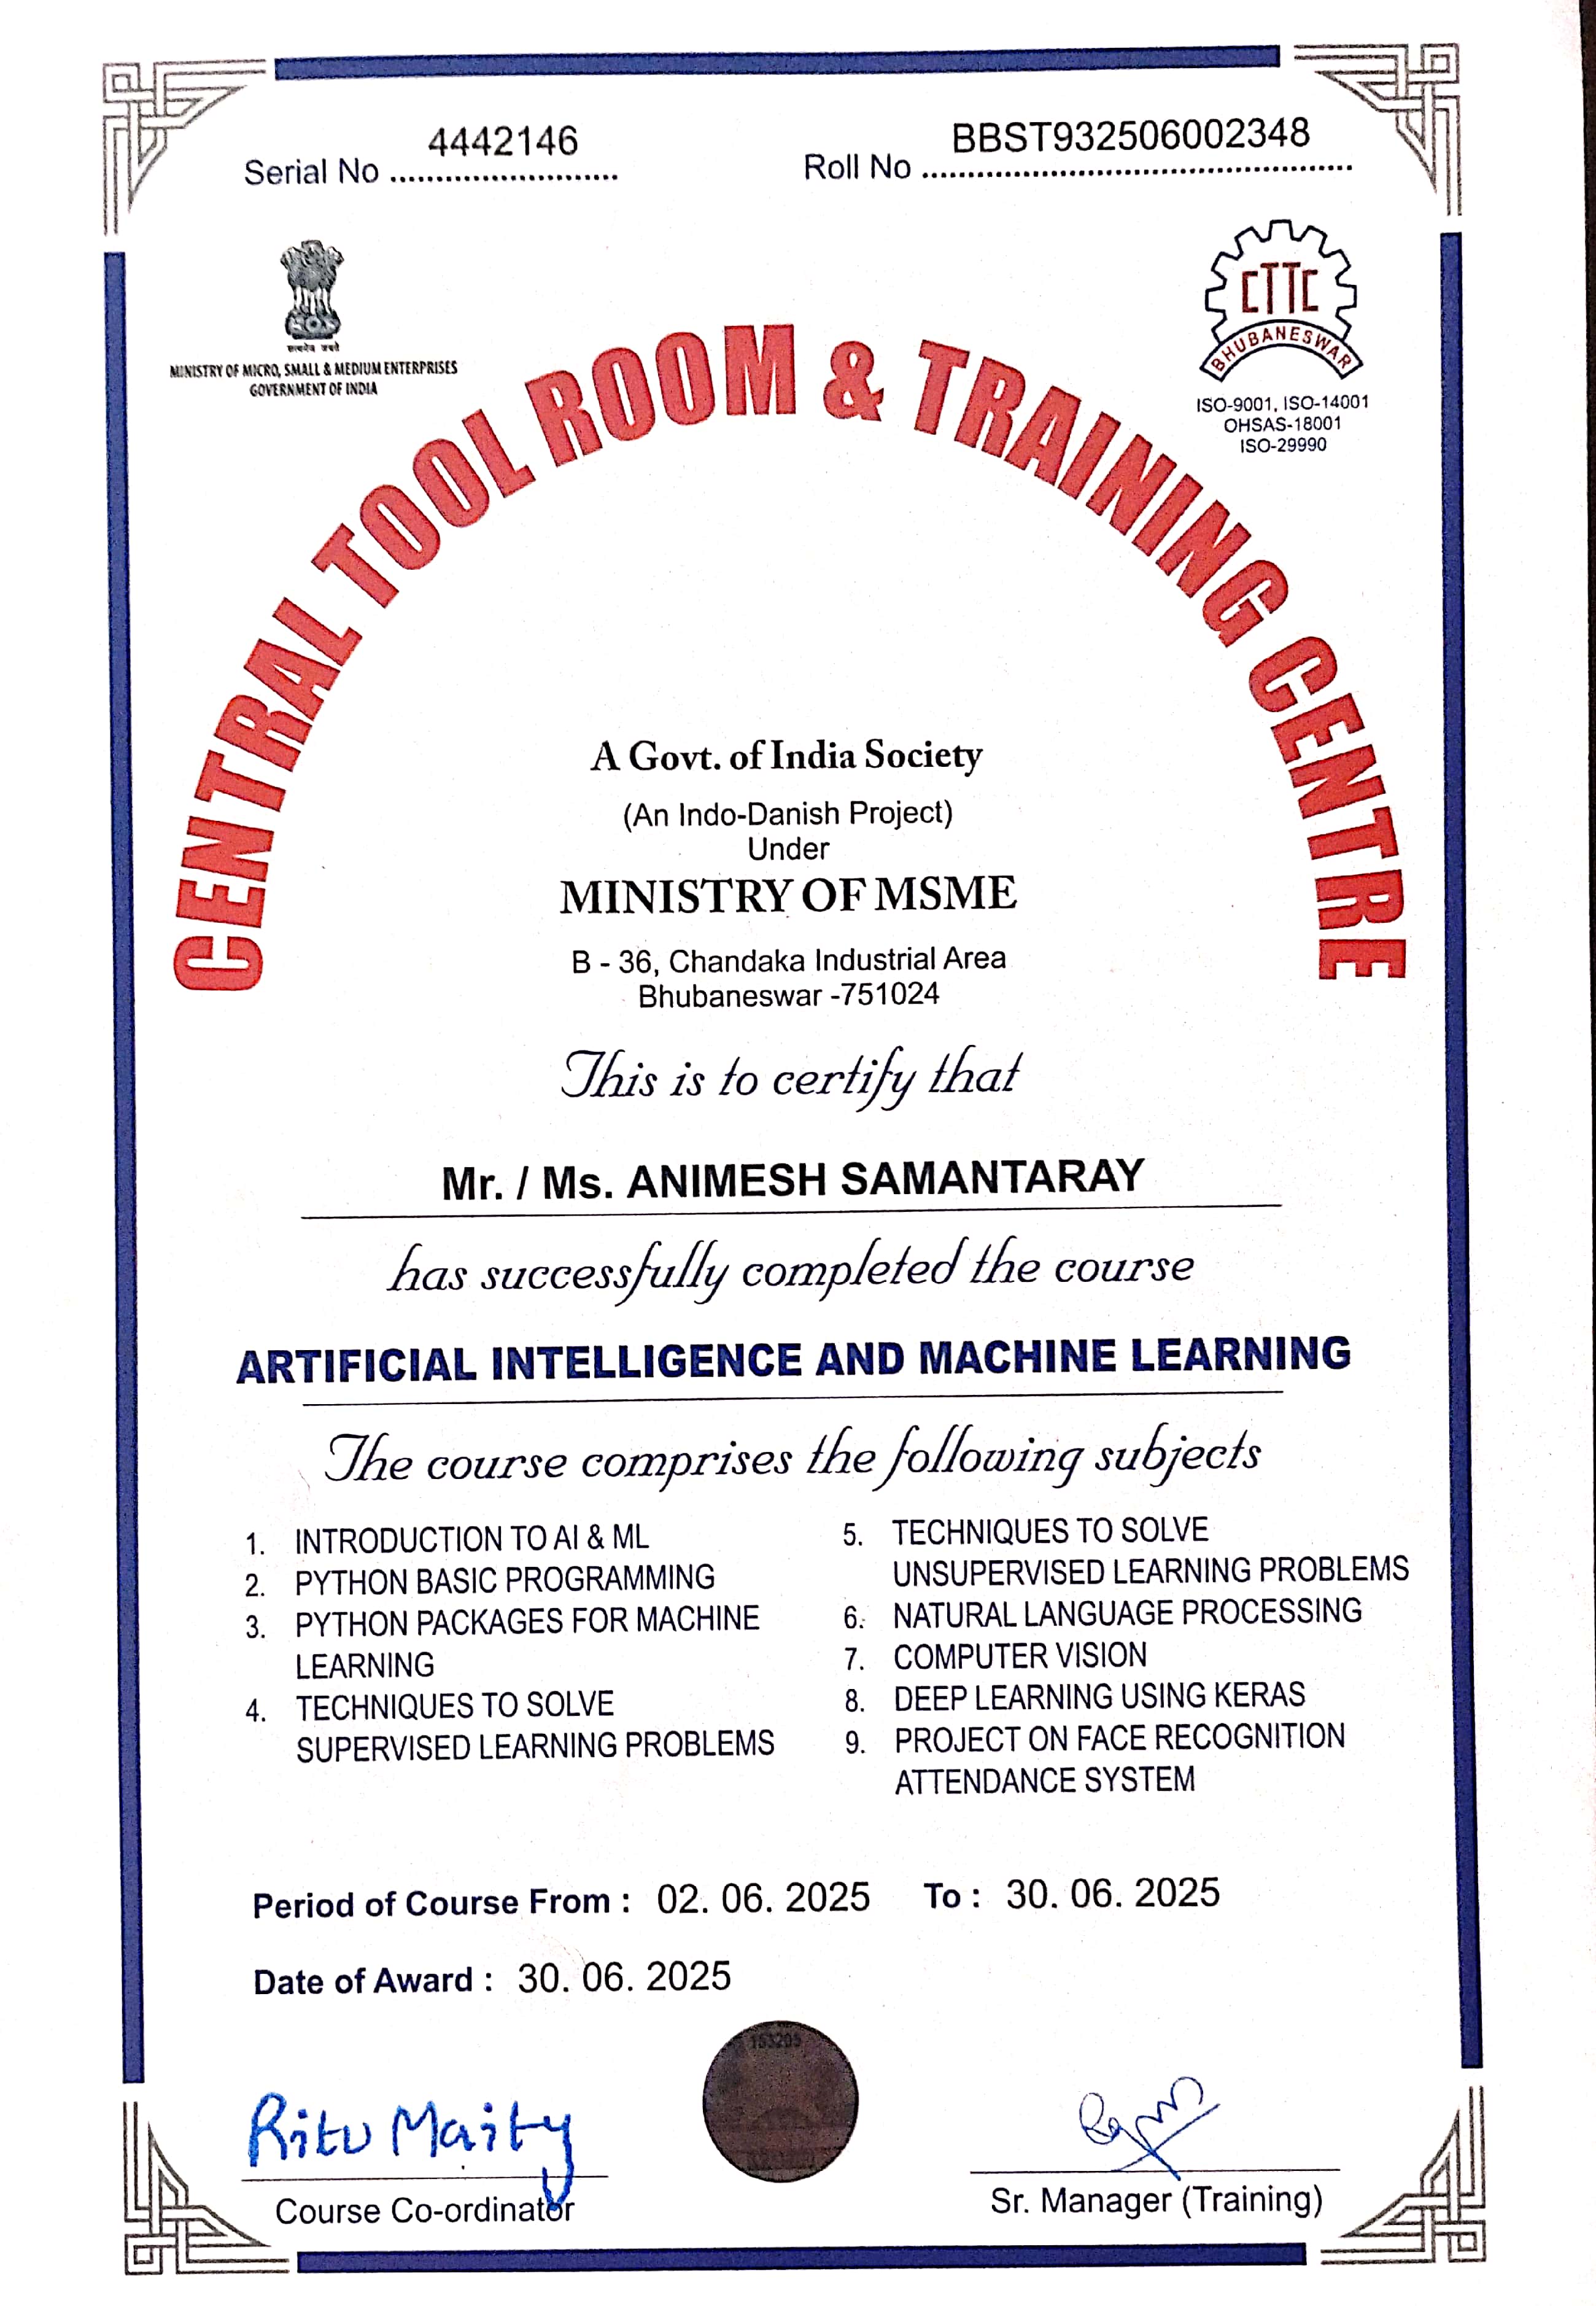 4442146
Serial No ..........................
BBST932506002348
Roll No ................................................
सत्यमेव जयते
MINISTRY OF MICRO, SMALL & MEDIUM ENTERPRISES
GOVERNMENT OF INDIA
CTTC
BHUBANESWAR
ISO-9001, ISO-14001
OHSAS-18001
ISO-29990
CENTRAL TOOL ROOM & TRAINING CENTRE
A Govt. of India Society
(An Indo-Danish Project)
Under
MINISTRY OF MSME
B - 36, Chandaka Industrial Area
Bhubaneswar -751024
This is to certify that
Mr. / Ms. ANIMESH SAMANTARAY
has successfully completed the course
ARTIFICIAL INTELLIGENCE AND MACHINE LEARNING
The course comprises the following subjects
1. INTRODUCTION TO AI & ML
2. PYTHON BASIC PROGRAMMING
3. PYTHON PACKAGES FOR MACHINE
LEARNING
4. TECHNIQUES TO SOLVE
SUPERVISED LEARNING PROBLEMS
5. TECHNIQUES TO SOLVE
UNSUPERVISED LEARNING PROBLEMS
6. NATURAL LANGUAGE PROCESSING
7. COMPUTER VISION
8. DEEP LEARNING USING KERAS
9. PROJECT ON FACE RECOGNITION
ATTENDANCE SYSTEM
Period of Course From : 02. 06. 2025 To : 30. 06. 2025
Date of Award : 30. 06. 2025
153205
Ritu Maity
Course Co-ordinator
Sr. Manager (Training)